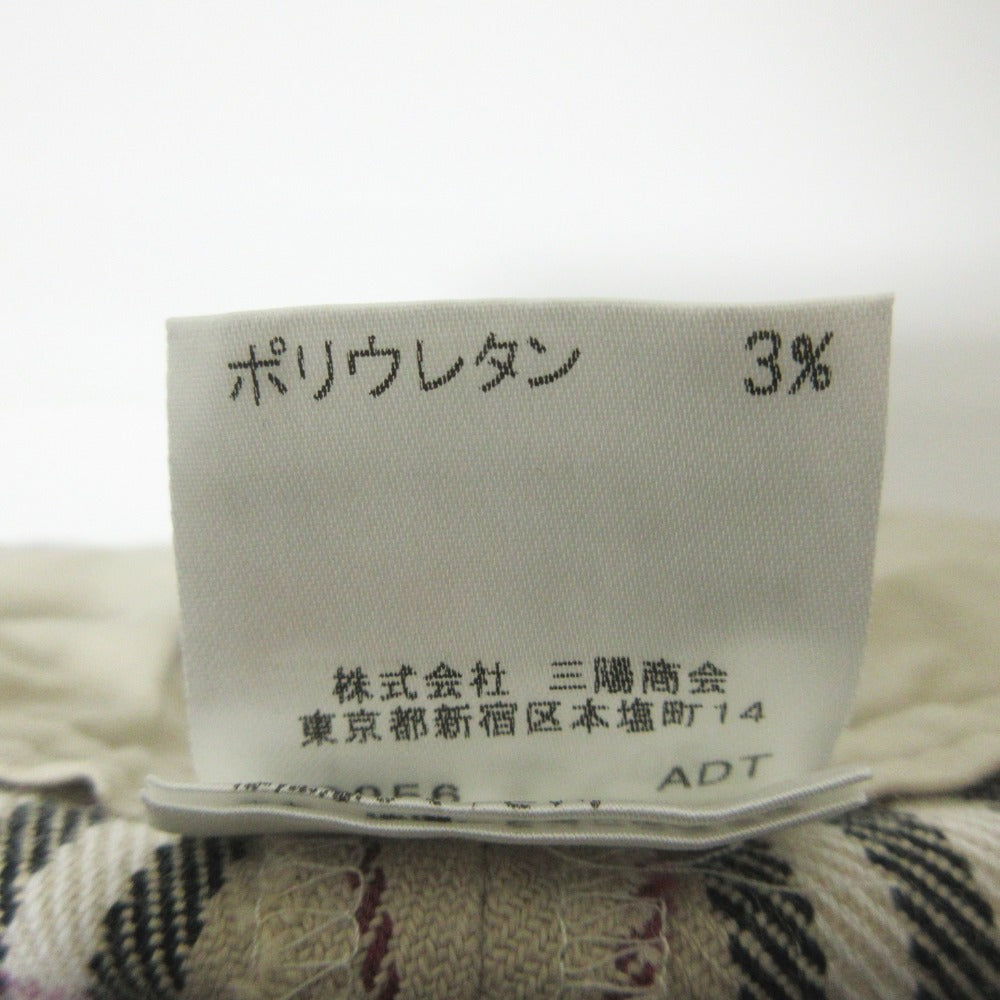 ポリウレタン 3%
株式会社 三陽商会
東京都新宿区本塩町14
ADT